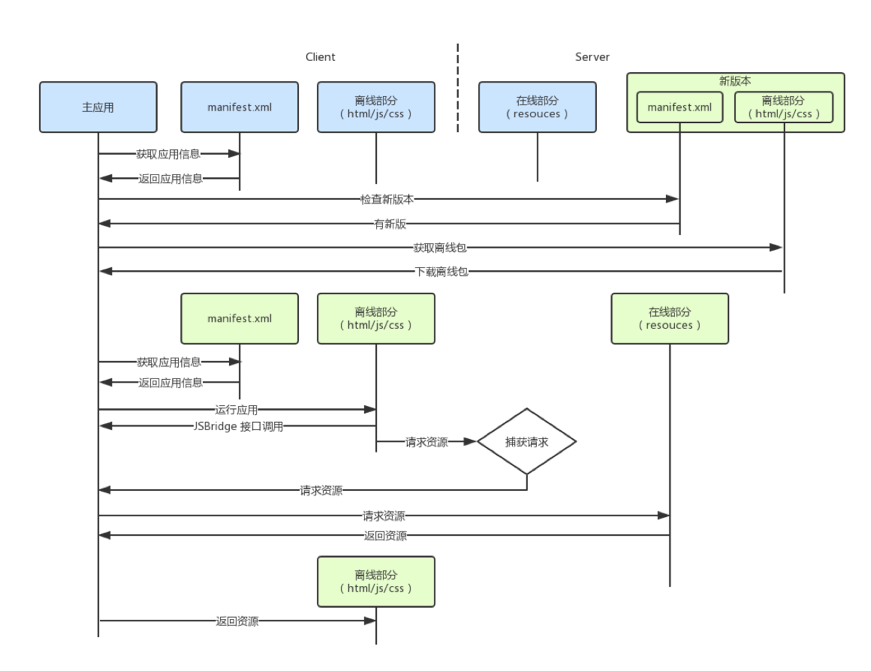 Client
Server
主应用
manifest.xml
离线部分
（html/js/css）
在线部分
（resouces）
新版本
manifest.xml
离线部分
（html/js/css）
获取应用信息
返回应用信息
检查新版本
有新版
获取离线包
下载离线包
manifest.xml
离线部分
（html/js/css）
在线部分
（resouces）
获取应用信息
返回应用信息
运行应用
JSBridge 接口调用
请求资源
捕获请求
请求资源
请求资源
返回资源
离线部分
（html/js/css）
返回资源